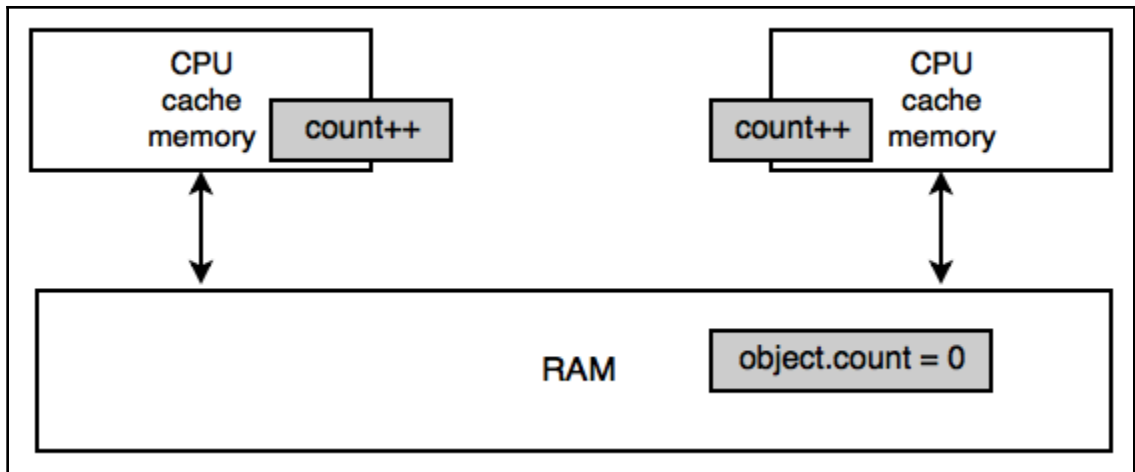 CPU
cache
memory
count++
count++
CPU
cache
memory
RAM
object.count = 0